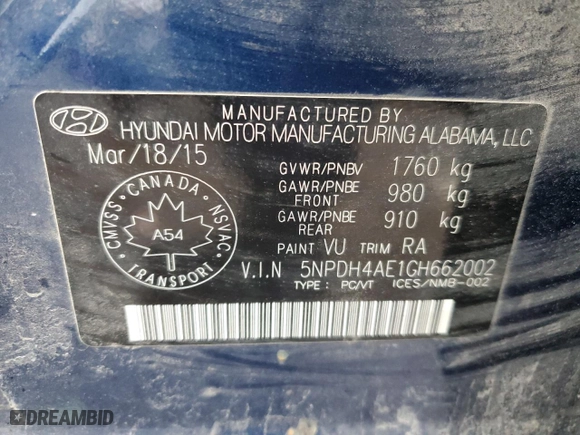 MANUFACTURED BY
HYUNDAI MOTOR MANUFACTURING ALABAMA, LLC
Mar/18/15
GVWR/PNBV 1760 kg
GAWR/PNBE FRONT 980 kg
GAWR/PNBE REAR 910 kg
CANADA
CMVSS
NSVAC
A54
TRANSPORT
PAINT VU TRIM RA
V.I.N 5NPDH4AE1GH662002
TYPE : PC/VT ICES/NMB-002
DREAMBID